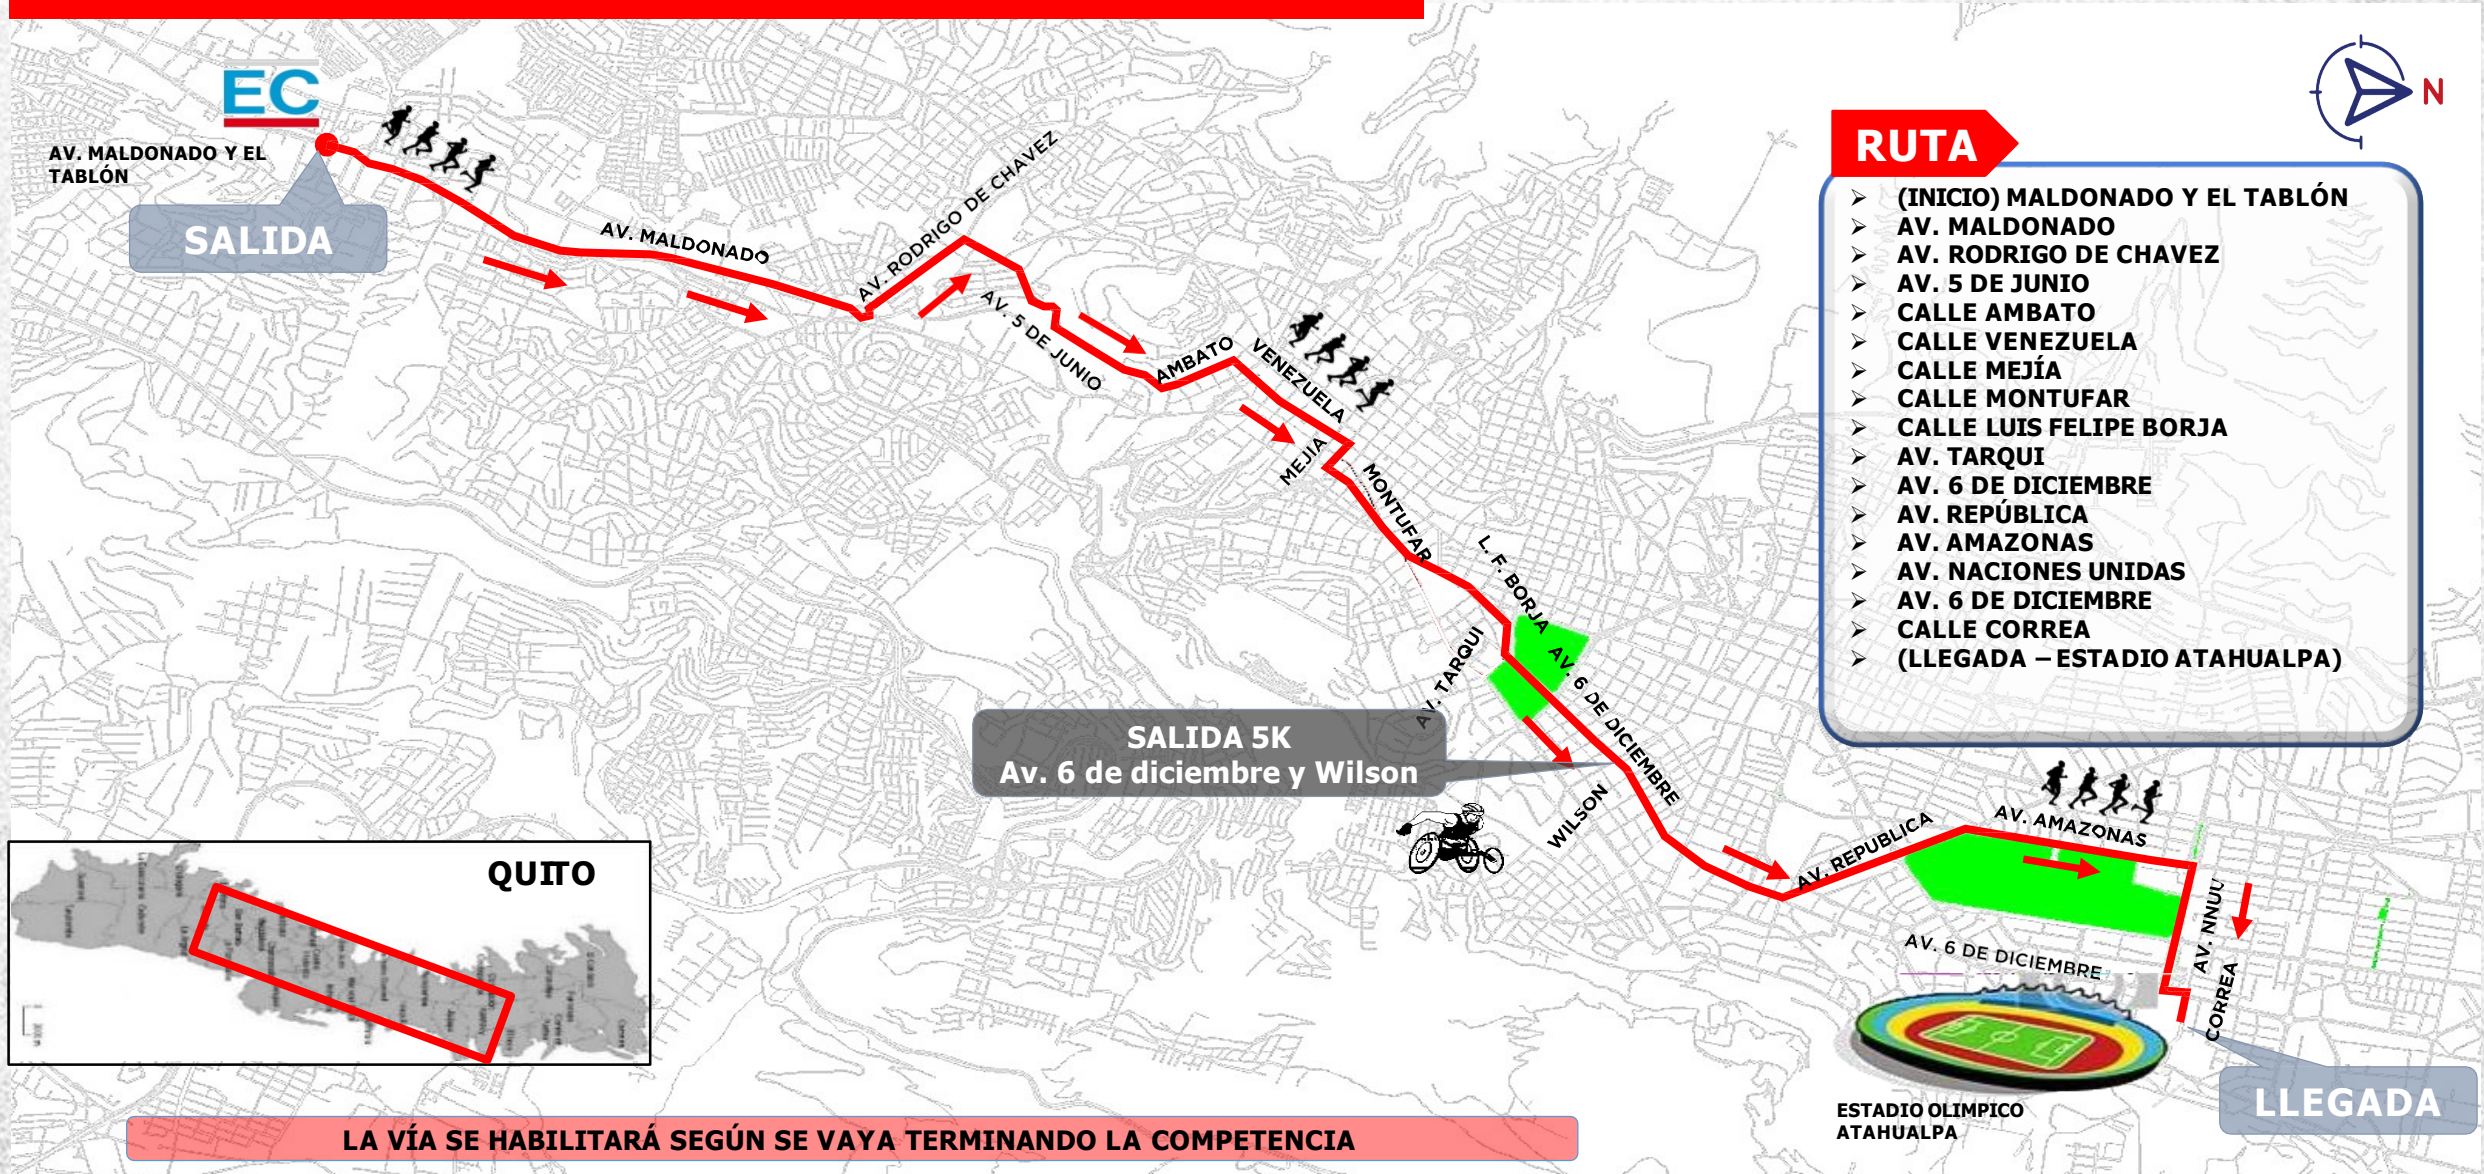 EC
AV. MALDONADO Y EL
TABLÓN
SALIDA
AV. MALDONADO
AV. RODRIGO DE CHAVEZ
AV. 5 DE JUNIO
AMBATO
VENEZUELA
MEJIA
MONTUFAR
L. F. BORJA
AV. TARQUI
AV. 6 DE DICIEMBRE
SALIDA 5K
Av. 6 de diciembre y Wilson
WILSON
AV. REPUBLICA
AV. AMAZONAS
AV. NNUU
AV. 6 DE DICIEMBRE
CORREA
N
RUTA
(INICIO) MALDONADO Y EL TABLÓN
AV. MALDONADO
AV. RODRIGO DE CHAVEZ
AV. 5 DE JUNIO
CALLE AMBATO
CALLE VENEZUELA
CALLE MEJÍA
CALLE MONTUFAR
CALLE LUIS FELIPE BORJA
AV. TARQUI
AV. 6 DE DICIEMBRE
AV. REPÚBLICA
AV. AMAZONAS
AV. NACIONES UNIDAS
AV. 6 DE DICIEMBRE
CALLE CORREA
(LLEGADA – ESTADIO ATAHUALPA)
QUITO
ESTADIO OLIMPICO
ATAHUALPA
LLEGADA
LA VÍA SE HABILITARÁ SEGÚN SE VAYA TERMINANDO LA COMPETENCIA